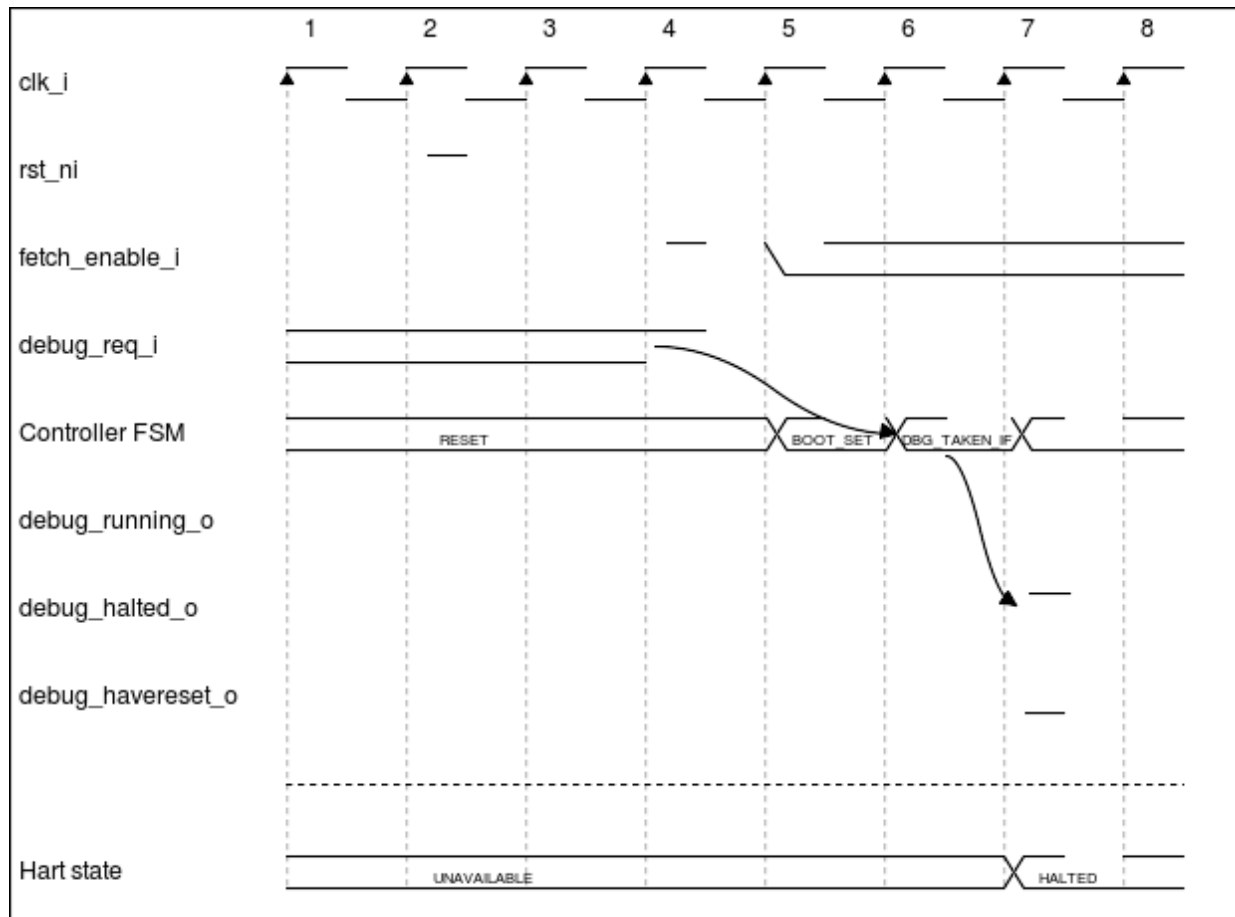 1 2 3 4 5 6 7 8
clk_i
rst_ni
fetch_enable_i
debug_req_i
Controller FSM RESET BOOT_SET DBG_TAKEN_IF
debug_running_o
debug_halted_o
debug_havereset_o
Hart state UNAVAILABLE HALTED